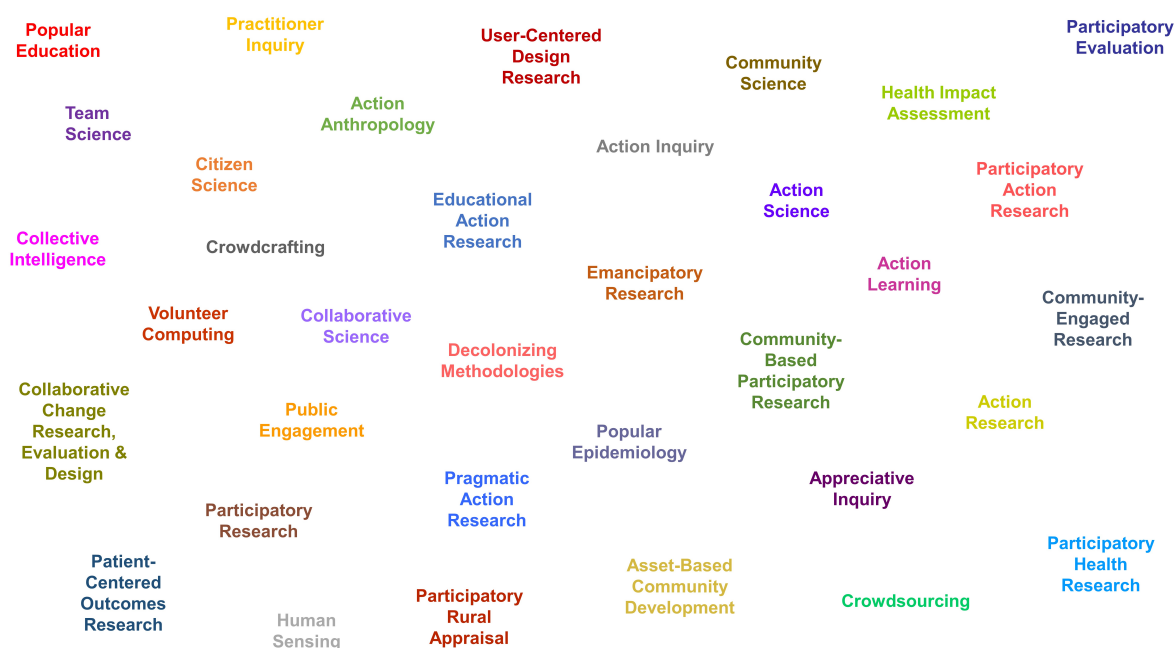 Popular
Education
Practitioner
Inquiry
User-Centered
Design
Research
Community
Science
Participatory
Evaluation
Health Impact
Assessment
Team
Science
Action
Anthropology
Action Inquiry
Citizen
Science
Educational
Action
Research
Action
Science
Participatory
Action
Research
Collective
Intelligence
Crowdcrafting
Emancipatory
Research
Action
Learning
Community-
Engaged
Research
Volunteer
Computing
Collaborative
Science
Decolonizing
Methodologies
Community-
Based
Participatory
Research
Collaborative
Change
Research,
Evaluation &
Design
Public
Engagement
Popular
Epidemiology
Action
Research
Pragmatic
Action
Research
Appreciative
Inquiry
Participatory
Research
Patient-
Centered
Outcomes
Research
Human
Sensing
Participatory
Rural
Appraisal
Asset-Based
Community
Development
Crowdsourcing
Participatory
Health
Research